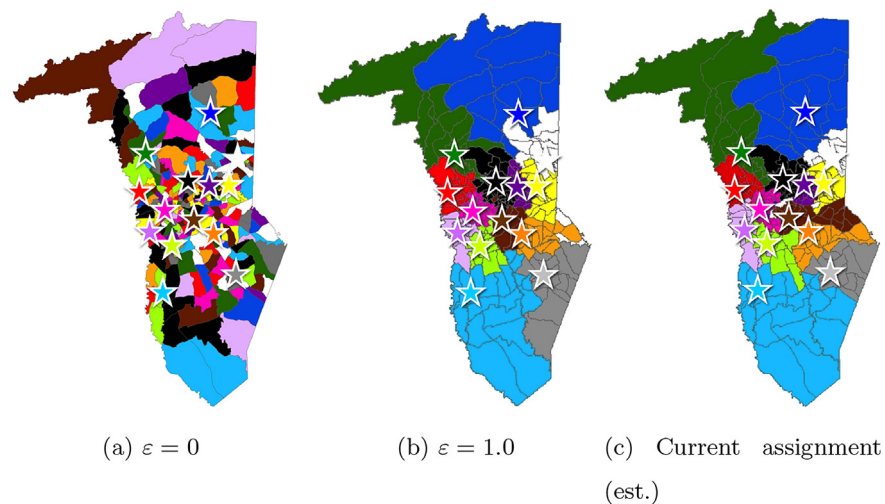 (a) ε = 0
(b) ε = 1.0
(c) Current assignment
(est.)